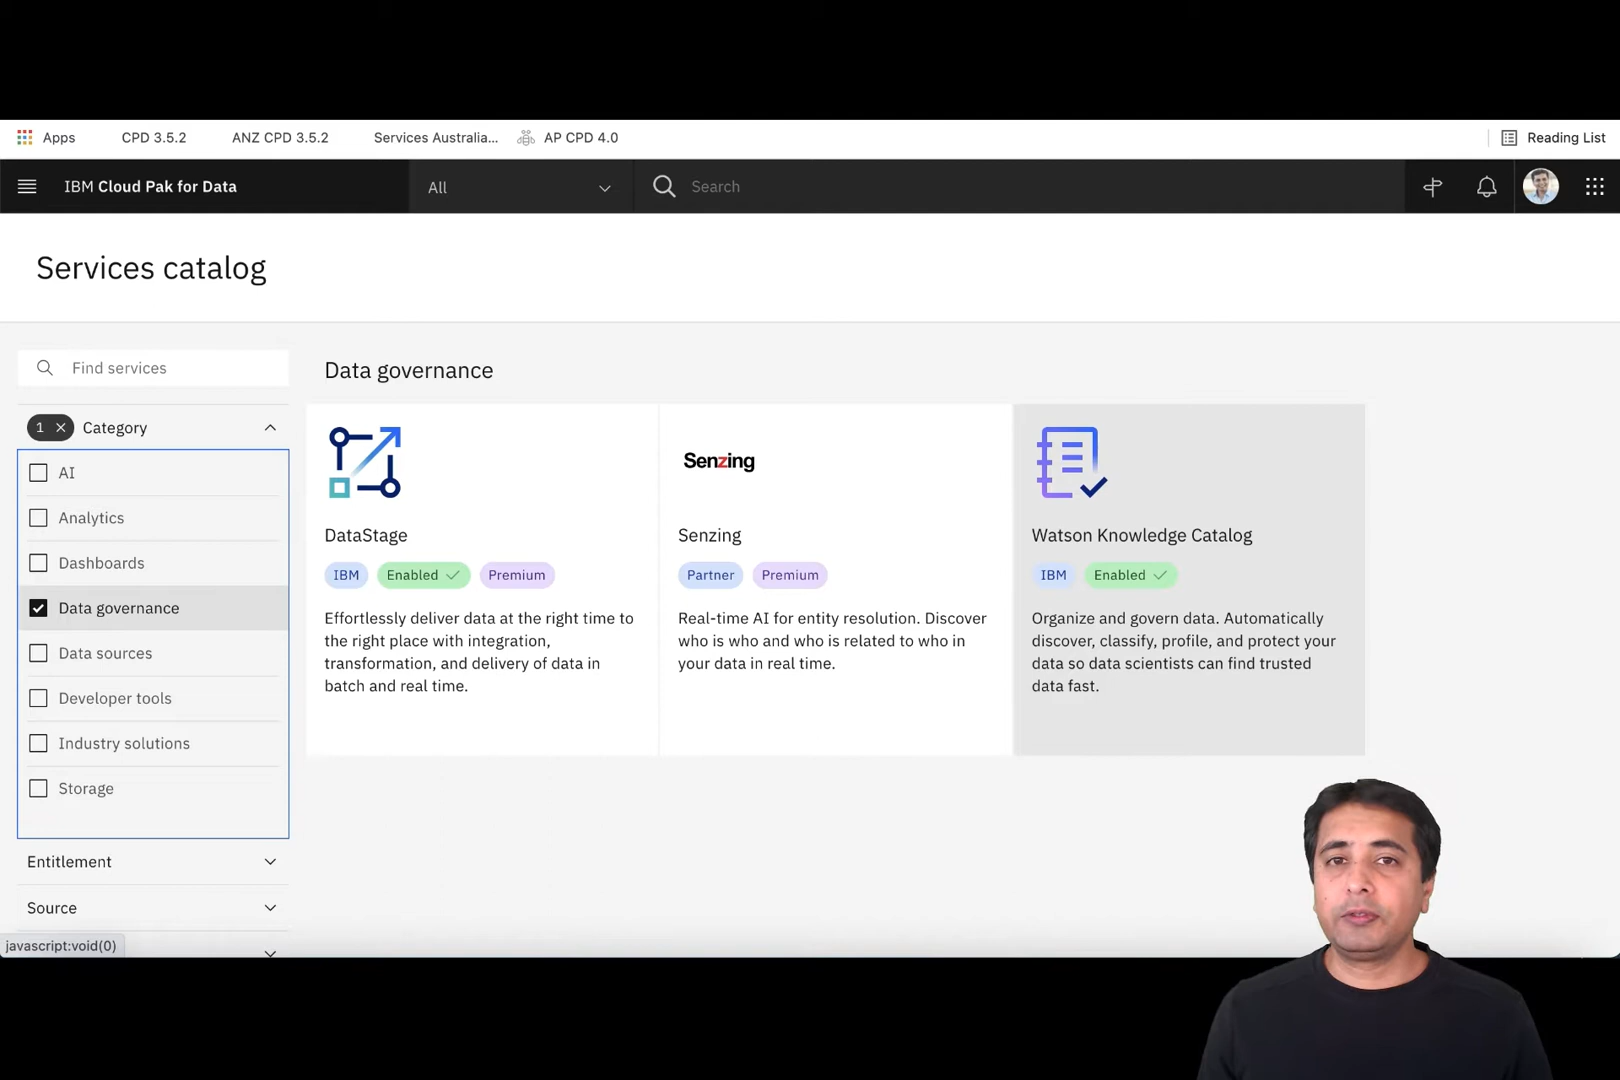 Apps
CPD 3.5.2
ANZ CPD 3.5.2
Services Australia...
AP CPD 4.0
Reading List
IBM Cloud Pak for Data
All
Search
Services catalog
Find services
1 × Category
AI
Analytics
Dashboards
Data governance
Data sources
Developer tools
Industry solutions
Storage
Entitlement
Source
javascript:void(0)
Data governance
DataStage
IBM Enabled Premium
Effortlessly deliver data at the right time to
the right place with integration,
transformation, and delivery of data in
batch and real time.
Senzing
Senzing
Partner Premium
Real-time AI for entity resolution. Discover
who is who and who is related to who in
your data in real time.
Watson Knowledge Catalog
IBM Enabled
Organize and govern data. Automatically
discover, classify, profile, and protect your
data so data scientists can find trusted
data fast.